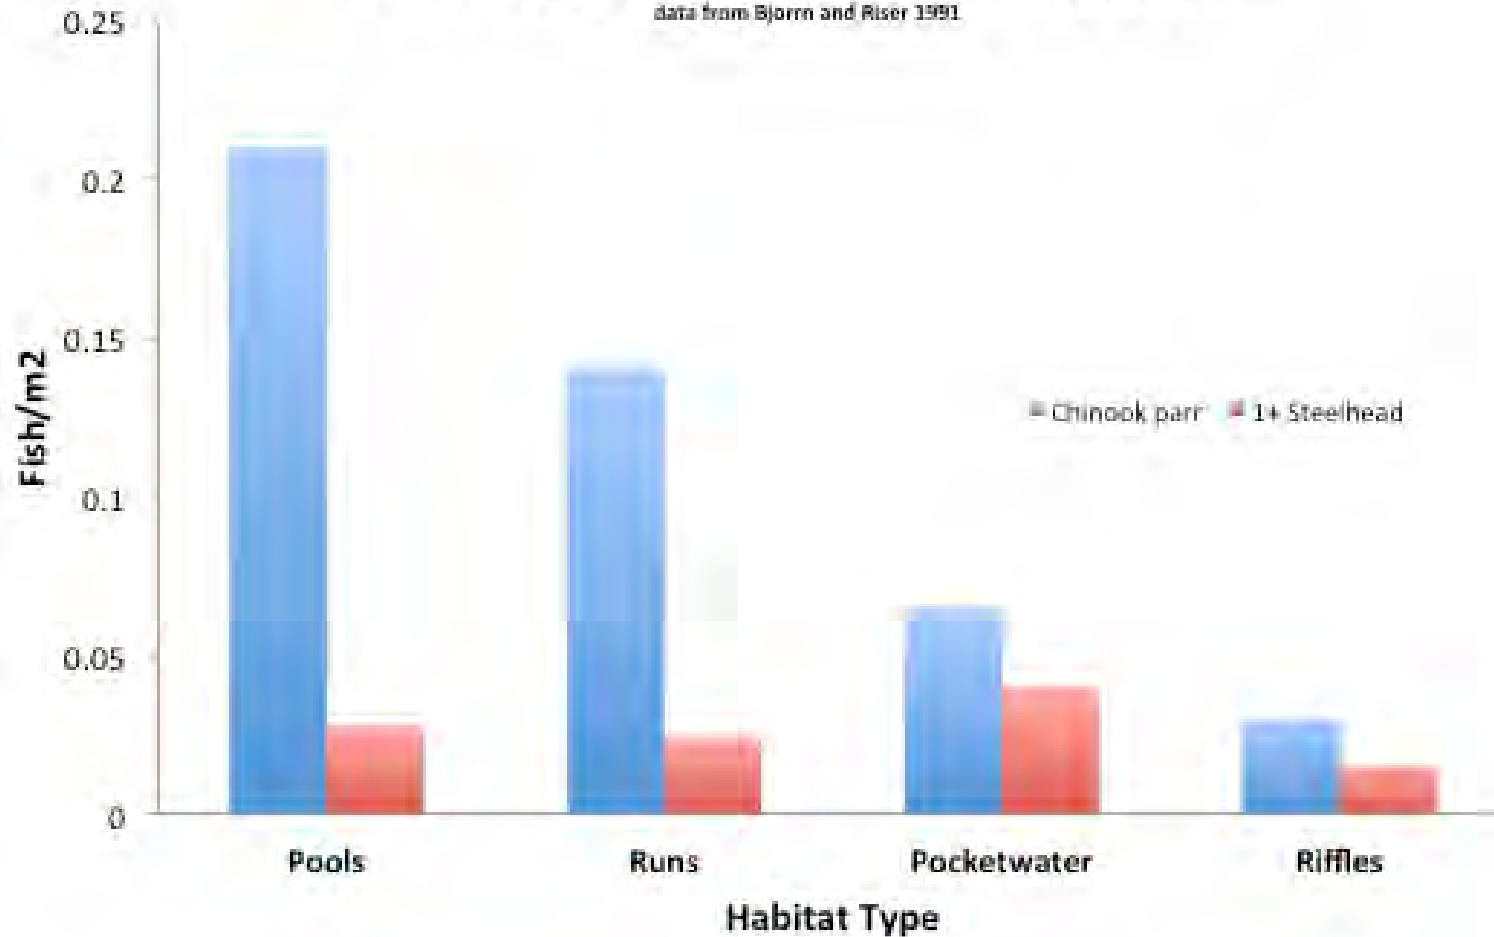 data from Bjorrn and Riser 1991
0.25
0.2
0.15
0.1
0.05
0
Fish/m2
Chinook parr 1+ Steelhead
Pools Runs Pocketwater Riffles
Habitat Type